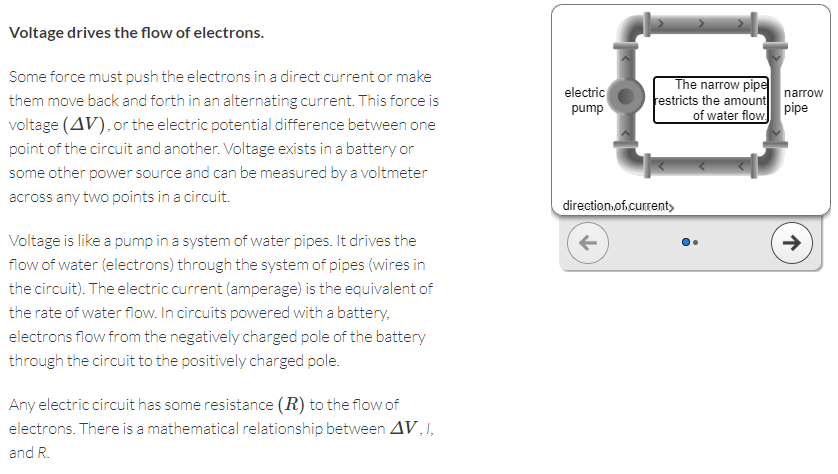 Voltage drives the flow of electrons.
Some force must push the electrons in a direct current or make
them move back and forth in an alternating current. This force is
voltage (ΔV), or the electric potential difference between one
point of the circuit and another. Voltage exists in a battery or
some other power source and can be measured by a voltmeter
across any two points in a circuit.
Voltage is like a pump in a system of water pipes. It drives the
flow of water (electrons) through the system of pipes (wires in
the circuit). The electric current (amperage) is the equivalent of
the rate of water flow. In circuits powered with a battery,
electrons flow from the negatively charged pole of the battery
through the circuit to the positively charged pole.
Any electric circuit has some resistance (R) to the flow of
electrons. There is a mathematical relationship between ΔV, I,
and R.
electric
pump
The narrow pipe
restricts the amount
of water flow.
narrow
pipe
direction of current